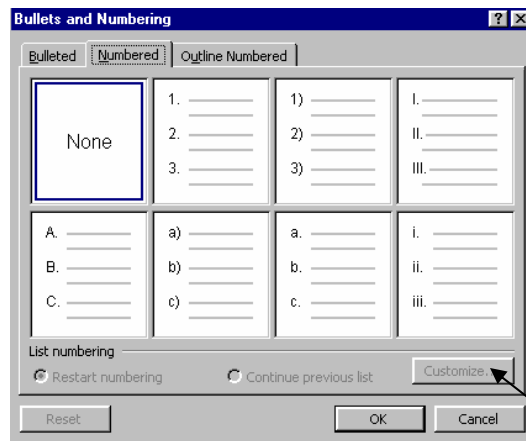 Bullets and Numbering
Bulleted Numbered Outline Numbered
None
1.
2.
3.
1)
2)
3)
I.
II.
III.
A.
B.
C.
a)
b)
c)
a.
b.
c.
i.
ii.
iii.
List numbering
Restart numbering Continue previous list Customize...
Reset OK Cancel